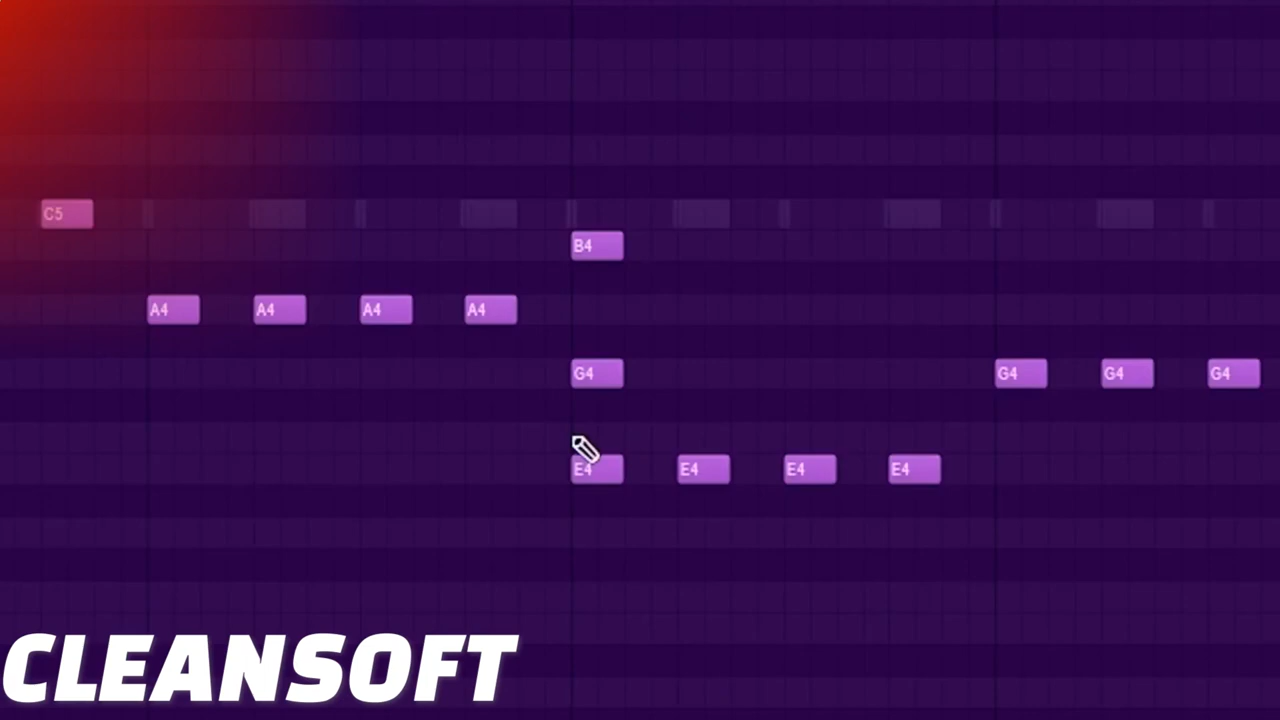 C5
B4
A4 A4 A4 A4
G4 G4 G4 G4
E4 E4 E4 E4
CLEANSOFT